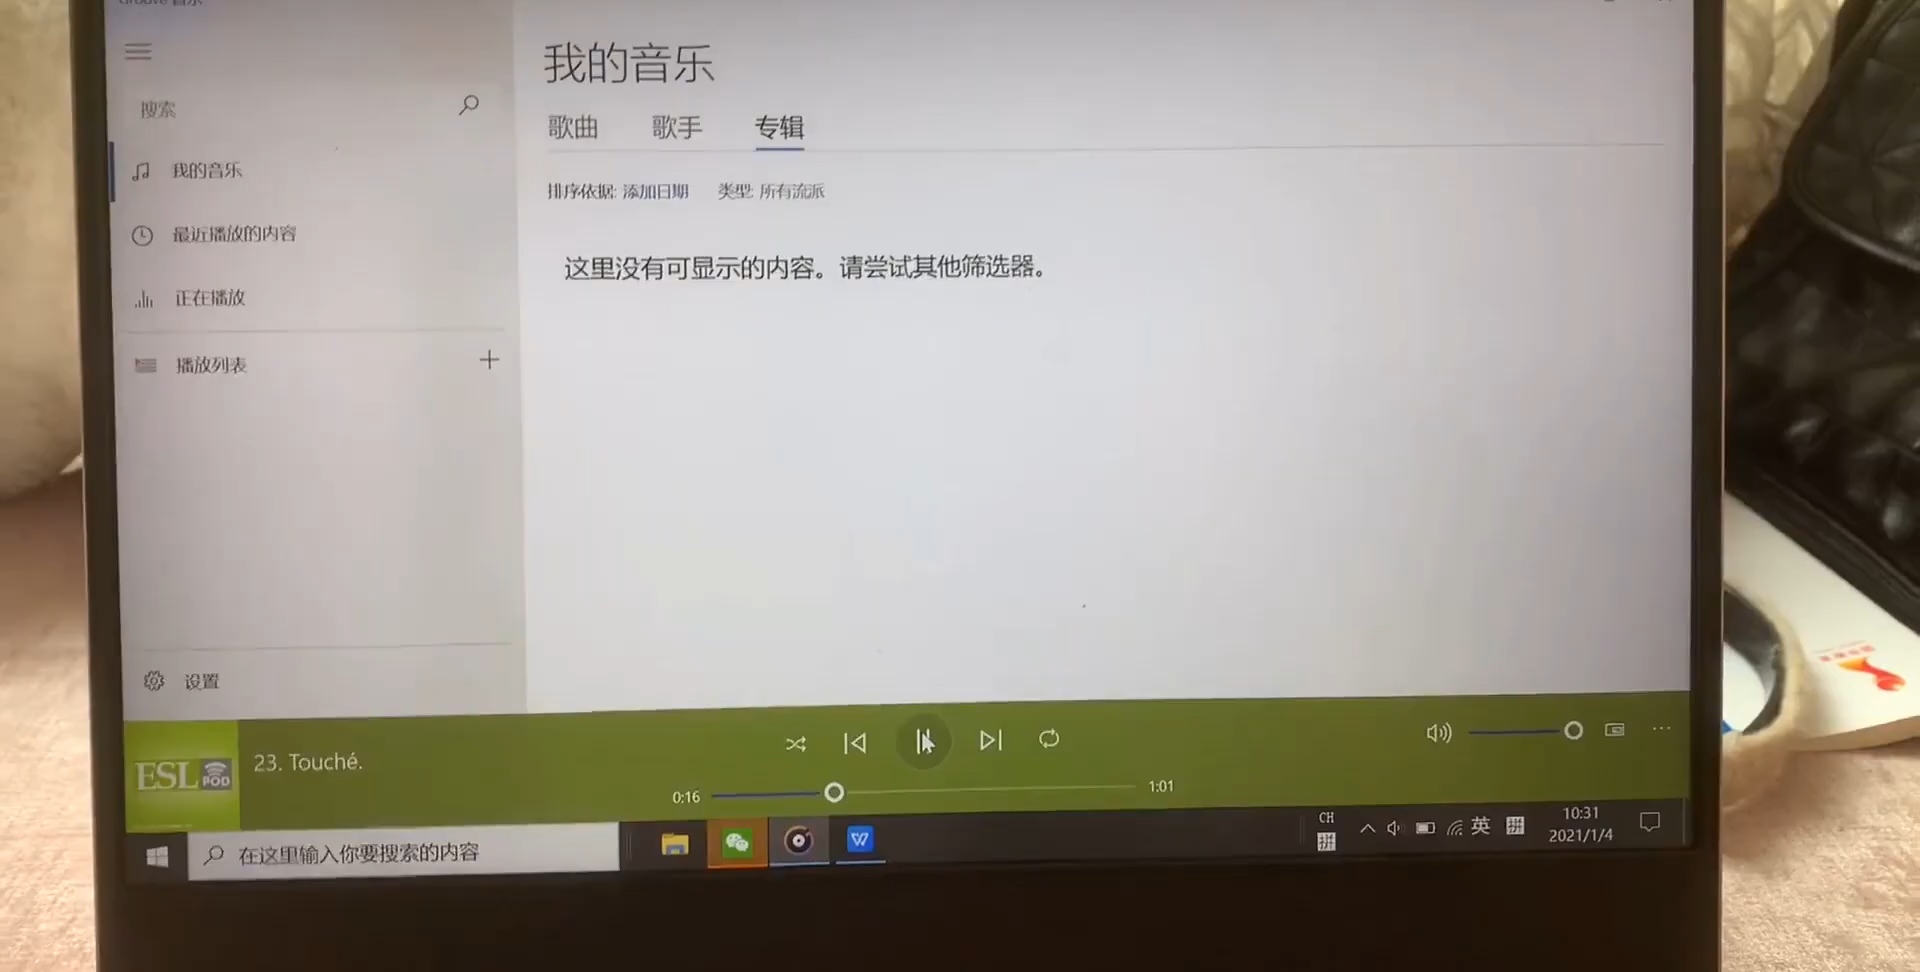 Groove 音乐
我的音乐
搜索
歌曲 歌手 专辑
我的音乐
排序依据: 添加日期 类型: 所有流派
最近播放的内容
这里没有可显示的内容。请尝试其他筛选器。
正在播放
播放列表
设置
ESL POD
23. Touché.
0:16
1:01
在这里输入你要搜索的内容
CH
拼
英
拼
10:31
2021/1/4